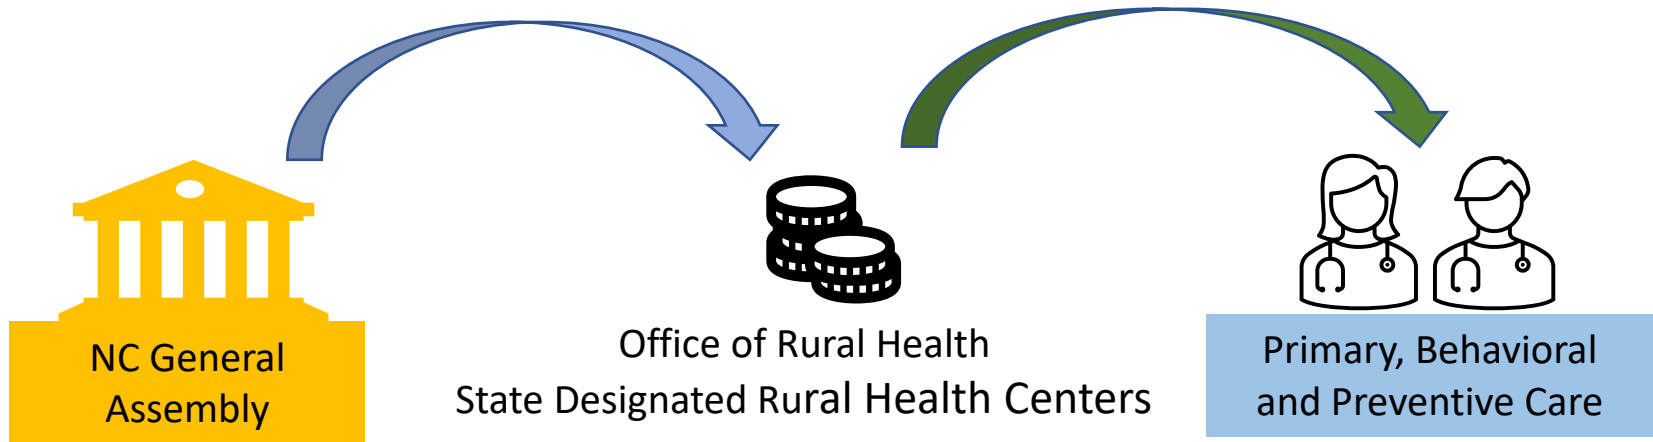 NC General
Assembly
Office of Rural Health
State Designated Rural Health Centers
Primary, Behavioral
and Preventive Care